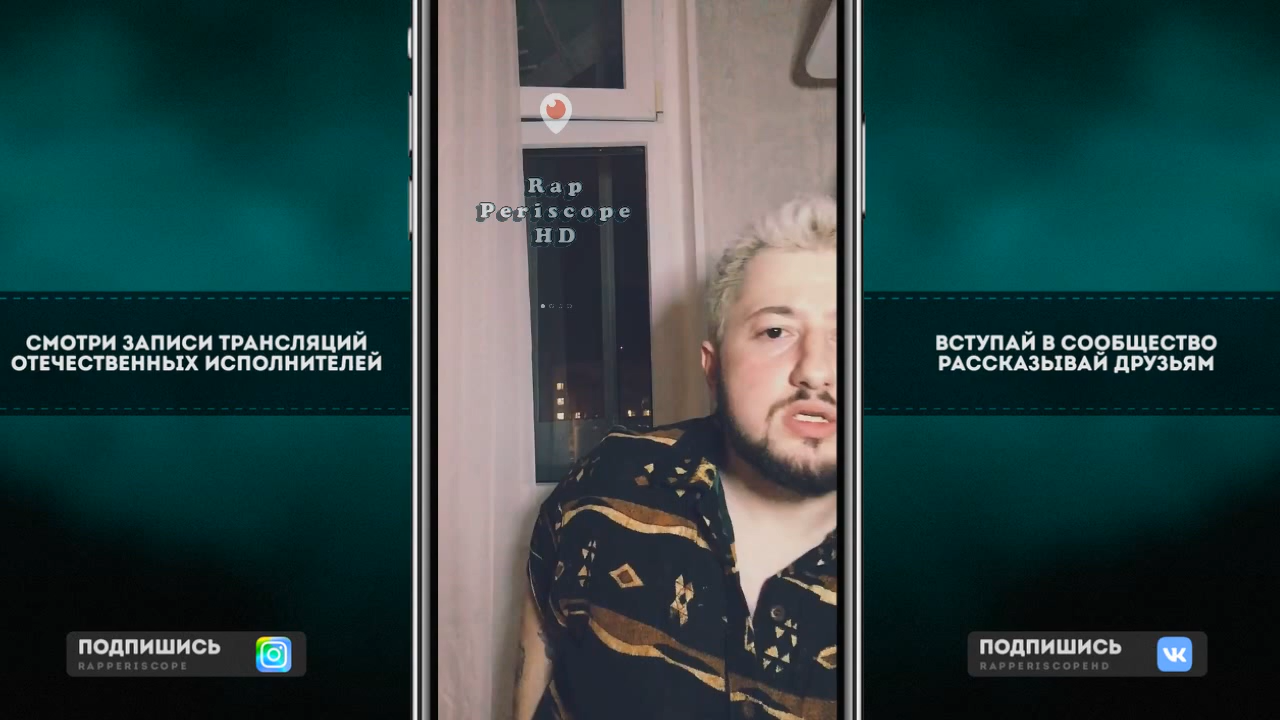 Rap
Periscope
HD
СМОТРИ ЗАПИСИ ТРАНСЛЯЦИЙ
ОТЕЧЕСТВЕННЫХ ИСПОЛНИТЕЛЕЙ
ВСТУПАЙ В СООБЩЕСТВО
РАССКАЗЫВАЙ ДРУЗЬЯМ
ПОДПИШИСЬ
RAPPERISCOPE
ПОДПИШИСЬ
RAPPERISCOPEHD